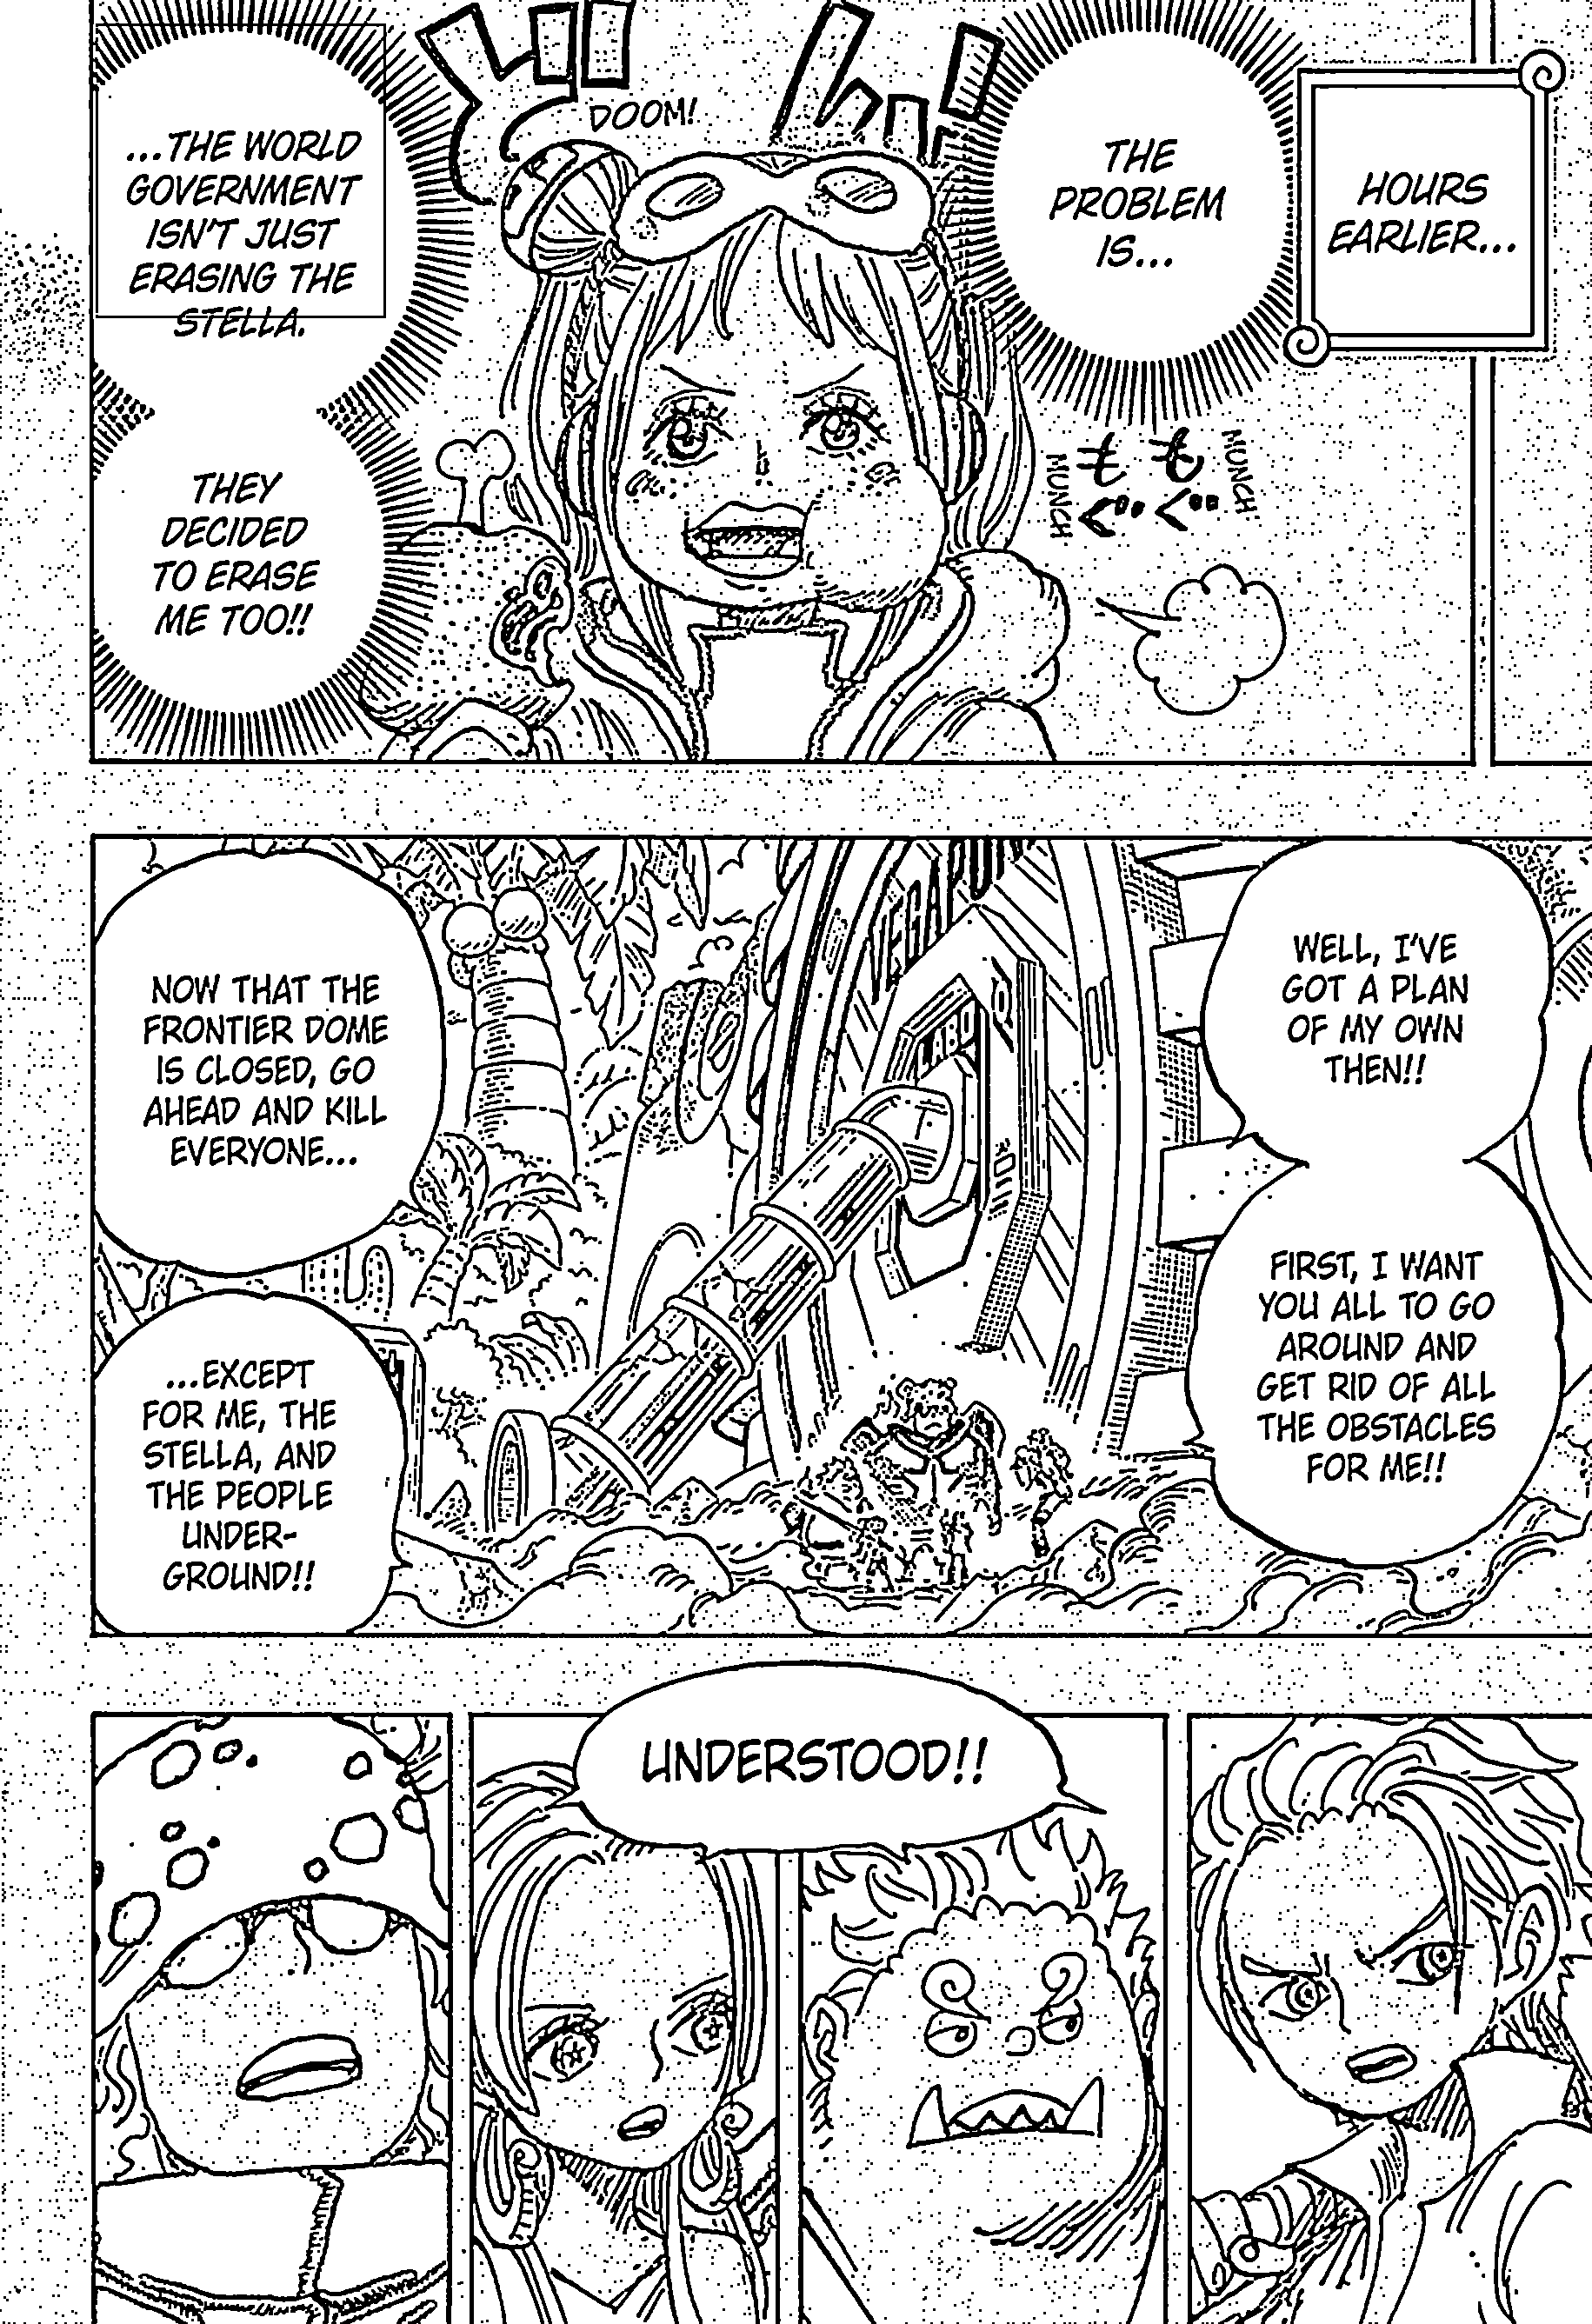 HOURS
EARLIER...
THE
PROBLEM
IS...
DOOM!
...THE WORLD
GOVERNMENT
ISN'T JUST
ERASING THE
STELLA.
THEY
DECIDED
TO ERASE
ME TOO!!
MUNCH
もぐ
もぐ
MUNCH
WELL, I'VE
GOT A PLAN
OF MY OWN
THEN!!
FIRST, I WANT
YOU ALL TO GO
AROUND AND
GET RID OF ALL
THE OBSTACLES
FOR ME!!
NOW THAT THE
FRONTIER DOME
IS CLOSED, GO
AHEAD AND KILL
EVERYONE...
...EXCEPT
FOR ME, THE
STELLA, AND
THE PEOPLE
UNDER-
GROUND!!
UNDERSTOOD!!